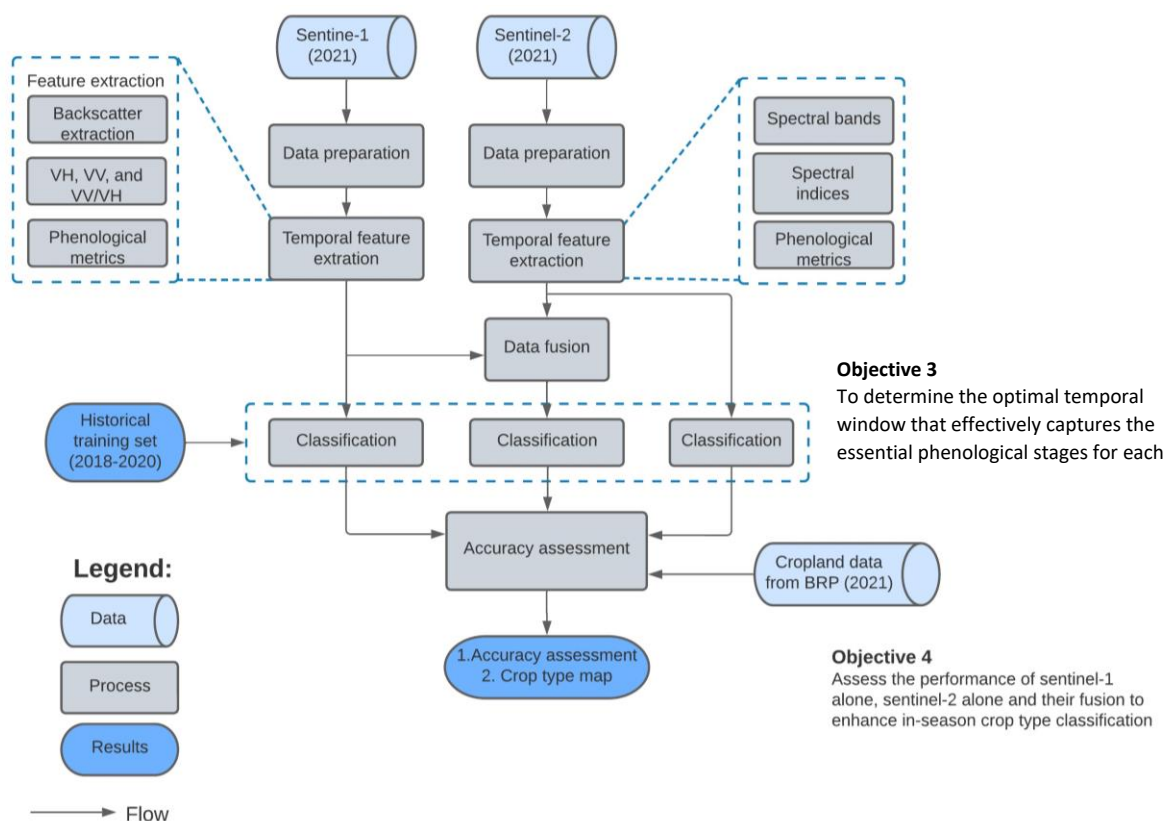 Sentine-1
(2021)
Sentinel-2
(2021)
Feature extraction
Backscatter
extraction
VH, VV, and
VV/VH
Phenological
metrics
Data preparation
Data preparation
Spectral bands
Spectral
indices
Phenological
metrics
Temporal feature
extration
Temporal feature
extraction
Data fusion
Objective 3
To determine the optimal temporal
window that effectively captures the
essential phenological stages for each
Historical
training set
(2018-2020)
Classification
Classification
Classification
Accuracy assessment
Cropland data
from BRP (2021)
Legend:
Data
Process
Results
Flow
1.Accuracy assessment
2. Crop type map
Objective 4
Assess the performance of sentinel-1
alone, sentinel-2 alone and their fusion to
enhance in-season crop type classification